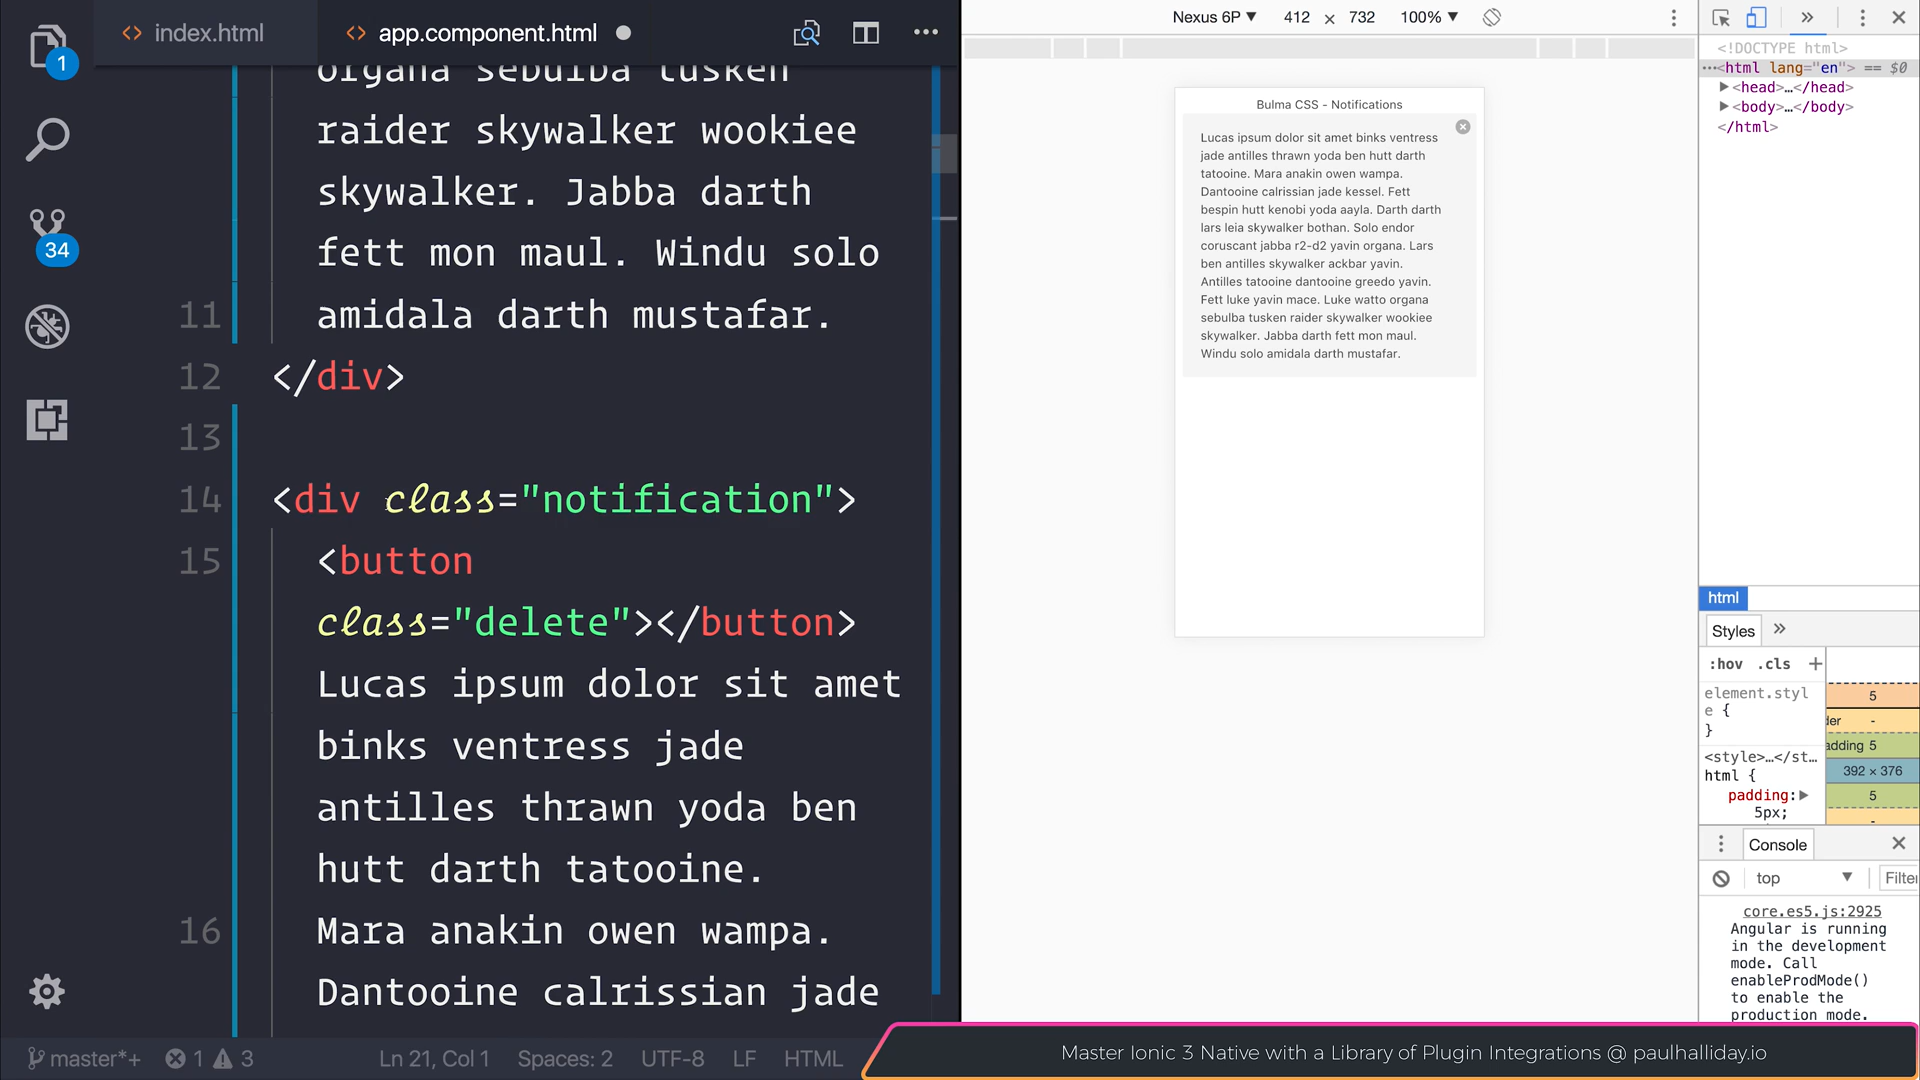 index.html
app.component.html
1
34
organa sebulba tusken
raider skywalker wookiee
skywalker. Jabba darth
fett mon maul. Windu solo
11 amidala darth mustafar.
12 </div>
13
14 <div class="notification">
15 <button
class="delete"></button>
Lucas ipsum dolor sit amet
binks ventress jade
antilles thrawn yoda ben
hutt darth tatooine.
16 Mara anakin owen wampa.
Dantooine calrissian jade
master*+ 1 3 Ln 21, Col 1 Spaces: 2 UTF-8 LF HTML
Nexus 6P ▼ 412 × 732 100% ▼
Bulma CSS - Notifications
Lucas ipsum dolor sit amet binks ventress
jade antilles thrawn yoda ben hutt darth
tatooine. Mara anakin owen wampa.
Dantooine calrissian jade kessel. Fett
bespin hutt kenobi yoda aayla. Darth darth
lars leia skywalker bothan. Solo endor
coruscant jabba r2-d2 yavin organa. Lars
ben antilles skywalker ackbar yavin.
Antilles tatooine dantooine greedo yavin.
Fett luke yavin mace. Luke watto organa
sebulba tusken raider skywalker wookiee
skywalker. Jabba darth fett mon maul.
Windu solo amidala darth mustafar.
<!DOCTYPE html>
<html lang="en"> == $0
<head>…</head>
<body>…</body>
</html>
html
Styles
:hov .cls +
element.styl
e {
}
<style>…</st…
html {
padding:
5px;
5
der -
adding 5
392 × 376
5
-
Console
top ▼ Filte
core.es5.js:2925
Angular is running
in the development
mode. Call
enableProdMode()
to enable the
production mode.
Master Ionic 3 Native with a Library of Plugin Integrations @ paulhalliday.io